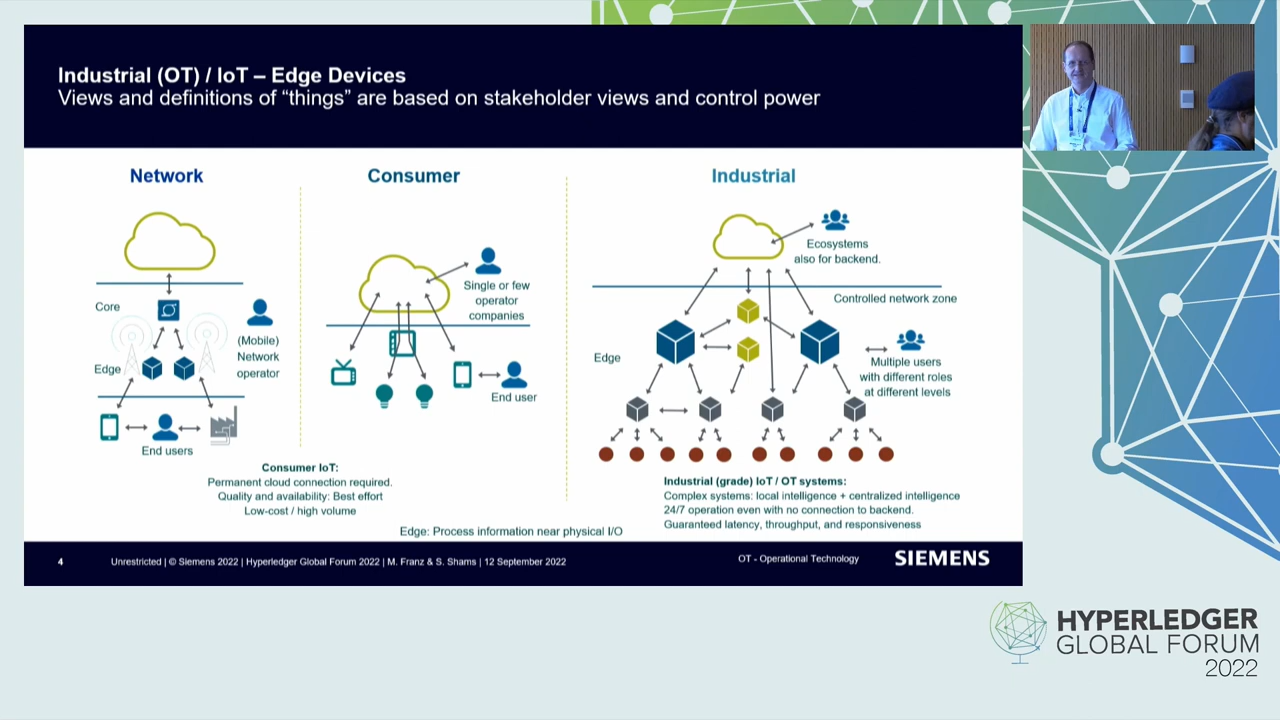 Industrial (OT) / IoT – Edge Devices
Views and definitions of “things” are based on stakeholder views and control power
Network
Core
Edge
(Mobile)
Network
operator
End users
Consumer
Single or few
operator
companies
End user
Consumer IoT:
Permanent cloud connection required.
Quality and availability: Best effort
Low-cost / high volume
Industrial
Ecosystems
also for backend.
Controlled network zone
Edge
Multiple users
with different roles
at different levels
Industrial (grade) IoT / OT systems:
Complex systems: local intelligence + centralized intelligence
24/7 operation even with no connection to backend.
Guaranteed latency, throughput, and responsiveness
Edge: Process information near physical I/O
4
Unrestricted | © Siemens 2022 | Hyperledger Global Forum 2022 | M. Franz & S. Shams | 12 September 2022
OT - Operational Technology
SIEMENS
HYPERLEDGER
GLOBAL FORUM
2022